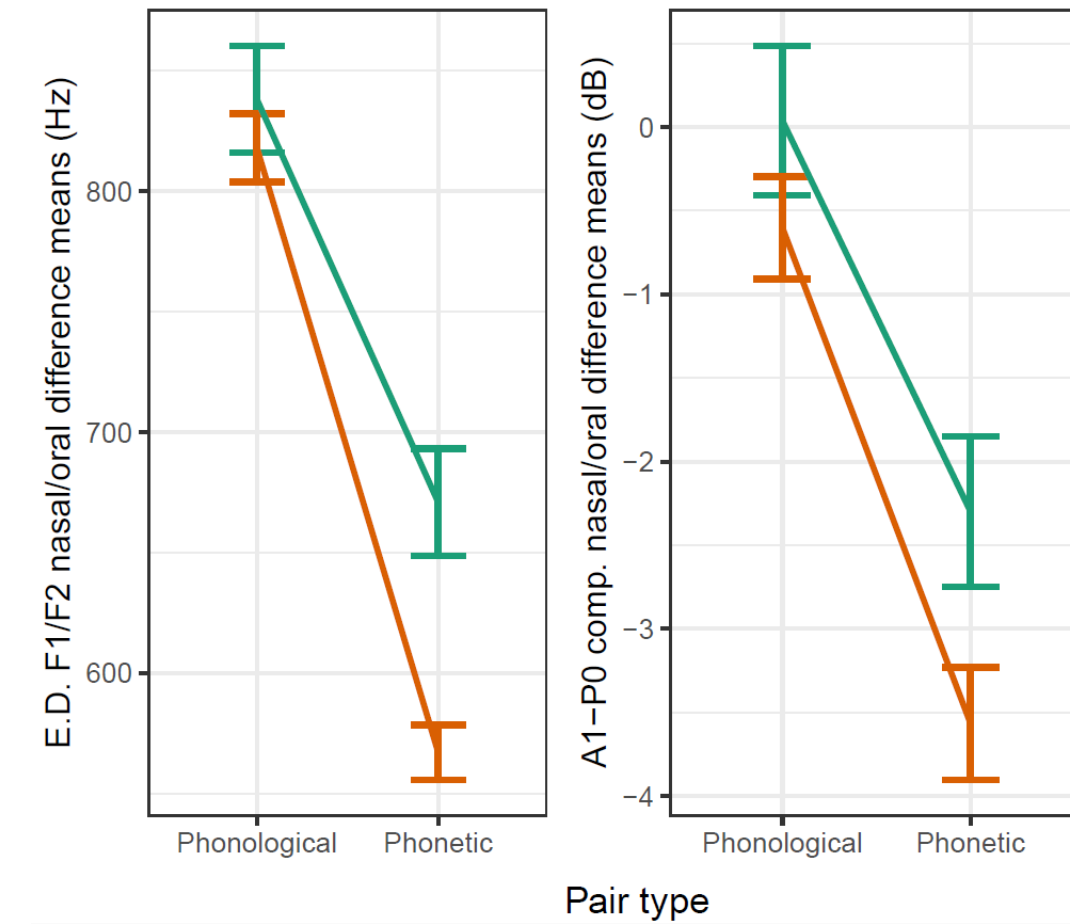 E.D. F1/F2 nasal/oral difference means (Hz)
800
700
600
Phonological
Phonetic
A1−P0 comp. nasal/oral difference means (dB)
0
−1
−2
−3
−4
Phonological
Phonetic
Pair type